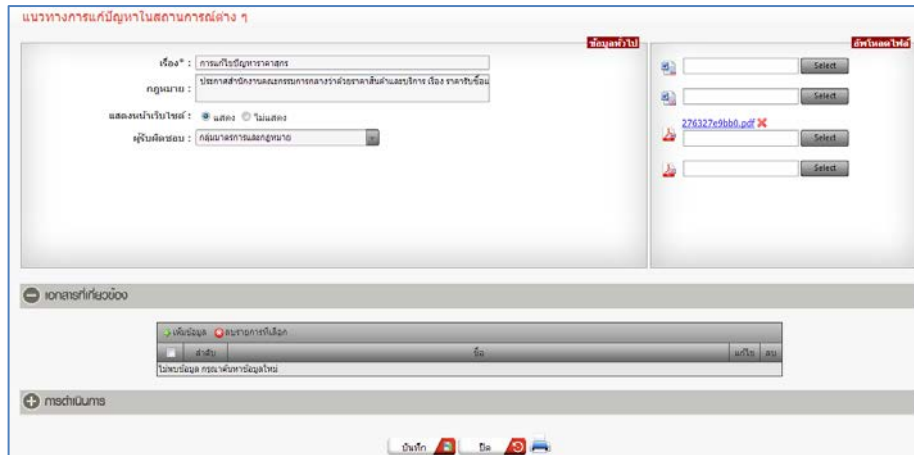 แนวทางการแก้ปัญหาในสถานการณ์ต่าง ๆ
ข้อมูลทั่วไป
เรื่อง* : การแก้ไขปัญหาราคาสุกร
กฎหมาย : ประกาศสำนักงานคณะกรรมการกลางว่าด้วยราคาสินค้าและบริการ เรื่อง ราคารับซื้อแ
แสดงหน้าเว็บไซต์ : แสดง ไม่แสดง
ผู้รับผิดชอบ : กลุ่มมาตรการและกฎหมาย
อัพโหลดไฟล์
Select
Select
276327e9bb0.pdf
Select
Select
เอกสารที่เกี่ยวข้อง
เพิ่มข้อมูล ลบรายการที่เลือก
ลำดับ ชื่อ แก้ไข ลบ
ไม่พบข้อมูล กรุณาค้นหาข้อมูลใหม่
การดำเนินการ
บันทึก ปิด